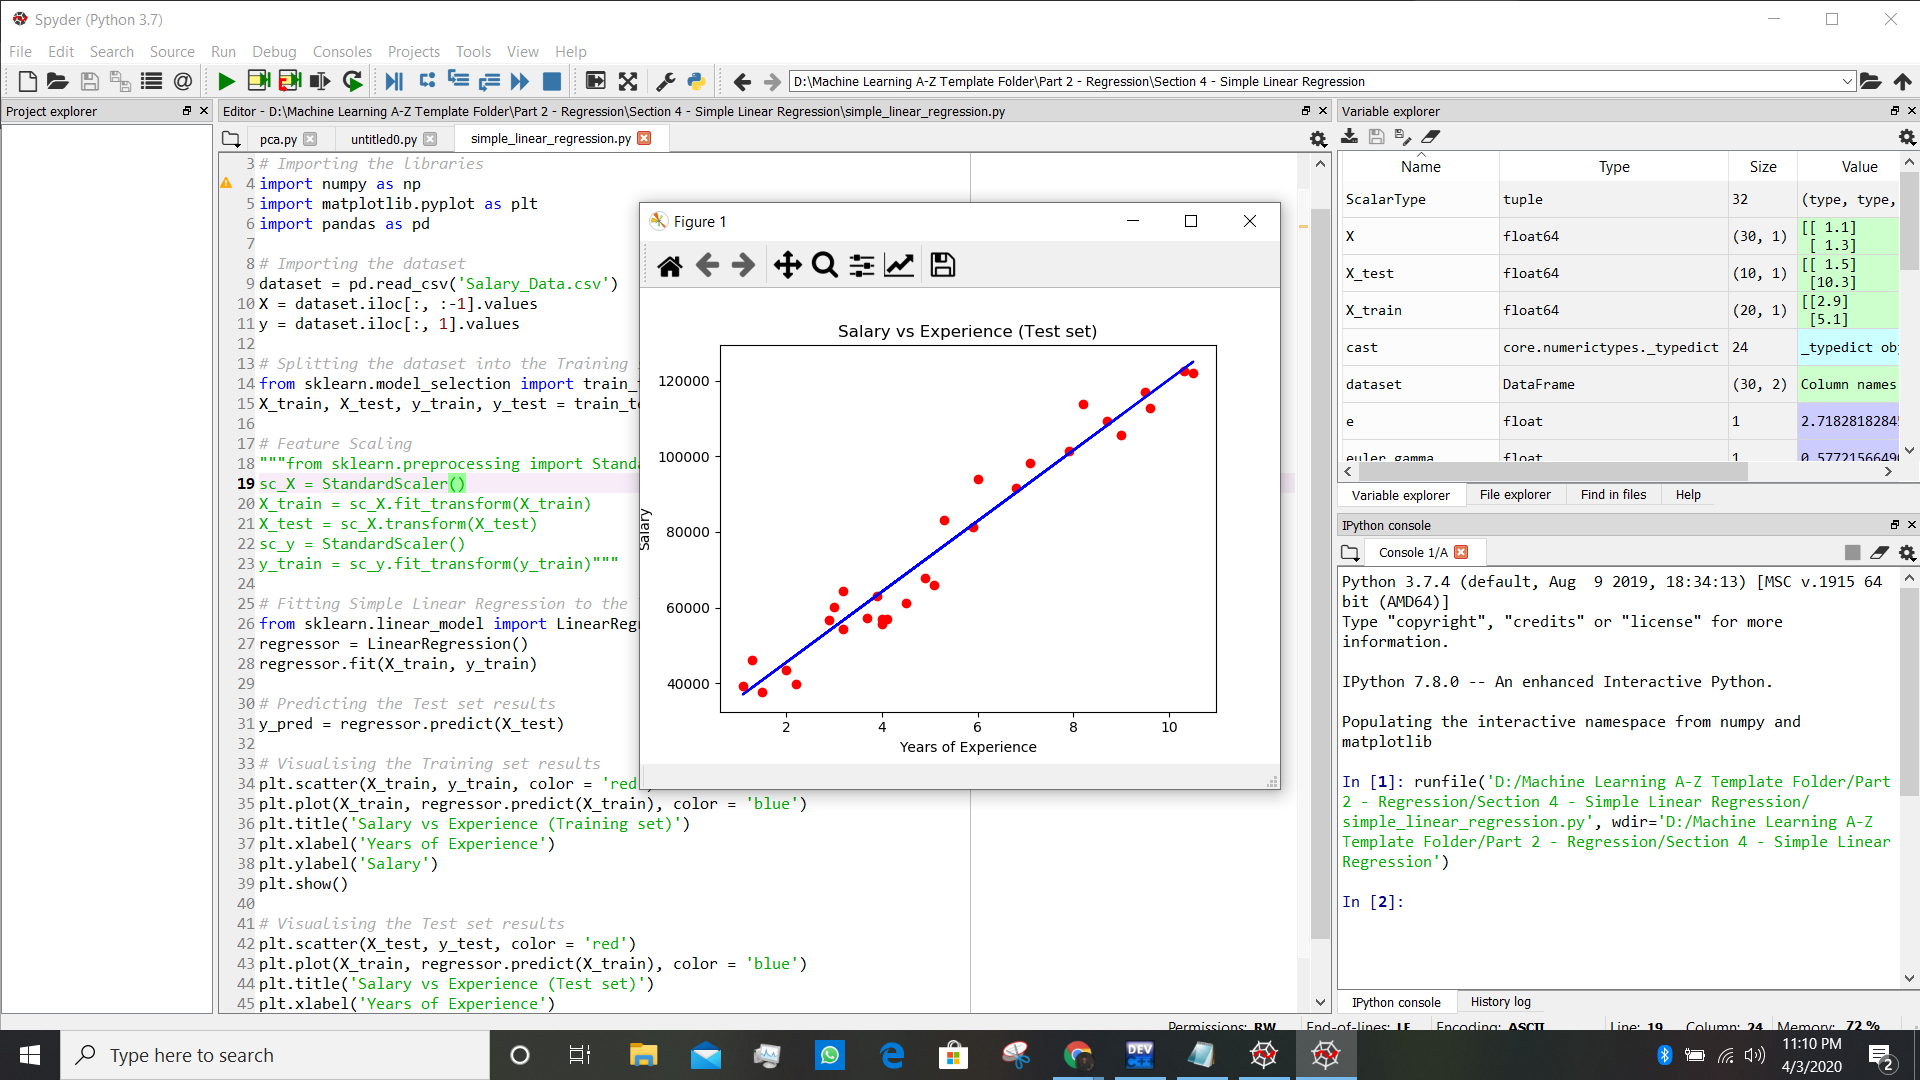 Spyder (Python 3.7)
File Edit Search Source Run Debug Consoles Projects Tools View Help
D:\Machine Learning A-Z Template Folder\Part 2 - Regression\Section 4 - Simple Linear Regression
Project explorer
Editor - D:\Machine Learning A-Z Template Folder\Part 2 - Regression\Section 4 - Simple Linear Regression\simple_linear_regression.py
pca.py untitled0.py simple_linear_regression.py
3 # Importing the libraries
4 import numpy as np
5 import matplotlib.pyplot as plt
6 import pandas as pd
7
8 # Importing the dataset
9 dataset = pd.read_csv('Salary_Data.csv')
10 X = dataset.iloc[:, :-1].values
11 y = dataset.iloc[:, 1].values
12
13 # Splitting the dataset into the Training
14 from sklearn.model_selection import train_
15 X_train, X_test, y_train, y_test = train_t
16
17 # Feature Scaling
18 """from sklearn.preprocessing import Stand
19 sc_X = StandardScaler()
20 X_train = sc_X.fit_transform(X_train)
21 X_test = sc_X.transform(X_test)
22 sc_y = StandardScaler()
23 y_train = sc_y.fit_transform(y_train)"""
24
25 # Fitting Simple Linear Regression to the
26 from sklearn.linear_model import LinearReg
27 regressor = LinearRegression()
28 regressor.fit(X_train, y_train)
29
30 # Predicting the Test set results
31 y_pred = regressor.predict(X_test)
32
33 # Visualising the Training set results
34 plt.scatter(X_train, y_train, color = 'red
35 plt.plot(X_train, regressor.predict(X_train), color = 'blue')
36 plt.title('Salary vs Experience (Training set)')
37 plt.xlabel('Years of Experience')
38 plt.ylabel('Salary')
39 plt.show()
40
41 # Visualising the Test set results
42 plt.scatter(X_test, y_test, color = 'red')
43 plt.plot(X_train, regressor.predict(X_train), color = 'blue')
44 plt.title('Salary vs Experience (Test set)')
45 plt.xlabel('Years of Experience')
Figure 1
Salary vs Experience (Test set)
120000
100000
80000
60000
40000
Salary
2 4 6 8 10
Years of Experience
Variable explorer
Name Type Size Value
ScalarType tuple 32 (type, type,
X float64 (30, 1) [[ 1.1]
[ 1.3]
X_test float64 (10, 1) [[ 1.5]
[10.3]
X_train float64 (20, 1) [[2.9]
[5.1]
cast core.numerictypes._typedict 24 _typedict ob
dataset DataFrame (30, 2) Column names
e float 1 2.7182818284
euler_gamma float 1 0.5772156649
Variable explorer File explorer Find in files Help
IPython console
Console 1/A
Python 3.7.4 (default, Aug  9 2019, 18:34:13) [MSC v.1915 64
bit (AMD64)]
Type "copyright", "credits" or "license" for more
information.
IPython 7.8.0 -- An enhanced Interactive Python.
Populating the interactive namespace from numpy and
matplotlib
In [1]: runfile('D:/Machine Learning A-Z Template Folder/Part
2 - Regression/Section 4 - Simple Linear Regression/
simple_linear_regression.py', wdir='D:/Machine Learning A-Z
Template Folder/Part 2 - Regression/Section 4 - Simple Linear
Regression')
In [2]:
IPython console History log
Permissions: RW End-of-lines: LF Encoding: ASCII Line: 19 Column: 24 Memory: 72 %
Type here to search
DEV
C++
11:10 PM
4/3/2020
2